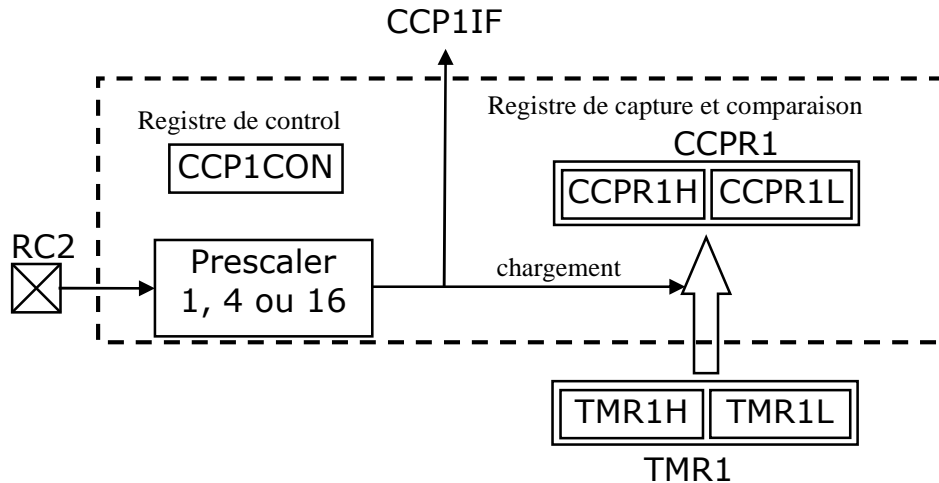 CCP1IF
Registre de control
CCP1CON
Registre de capture et comparaison
CCPR1
CCPR1H
CCPR1L
RC2
Prescaler
1, 4 ou 16
chargement
TMR1H
TMR1L
TMR1